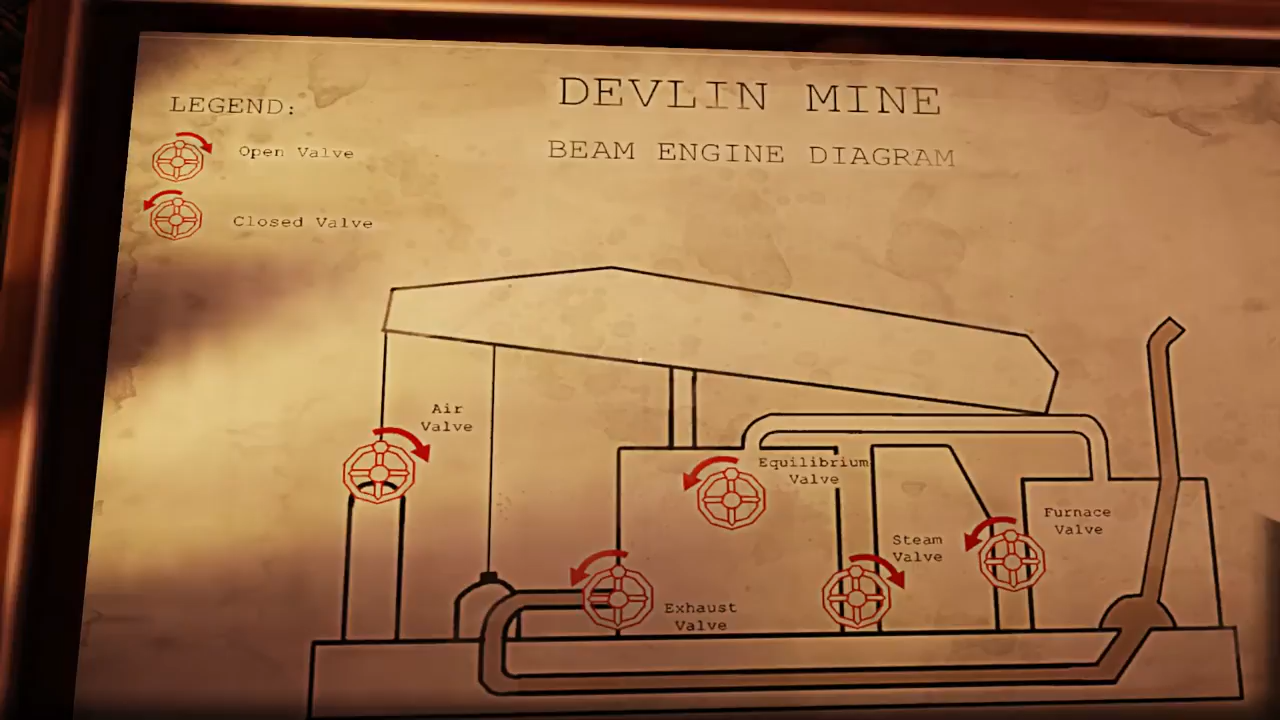 DEVLIN MINE
BEAM ENGINE DIAGRAM
LEGEND:
Open Valve
Closed Valve
Air
Valve
Equilibrium
Valve
Steam
Valve
Furnace
Valve
Exhaust
Valve